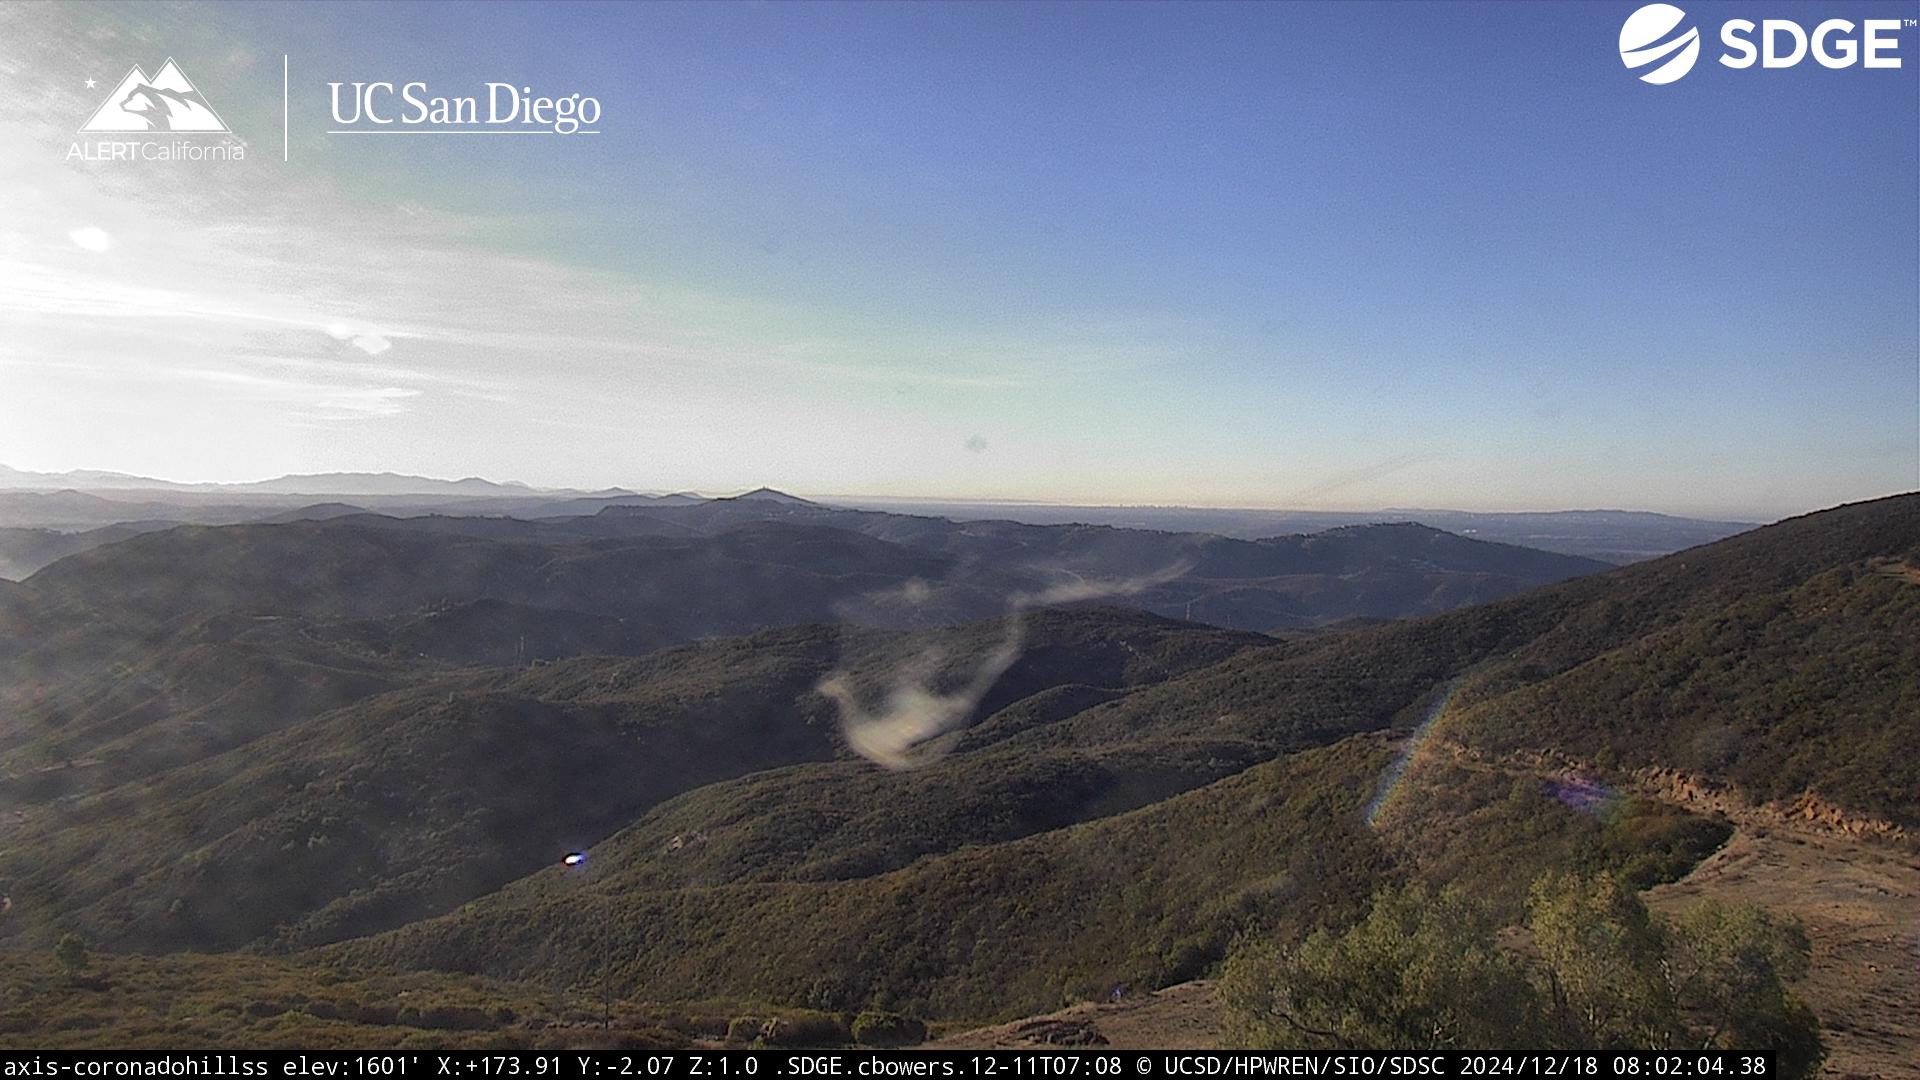 ALERTCalifornia
UC San Diego
SDGE™
axis-coronadohillss elev:1601' X:+173.91 Y:-2.07 Z:1.0 .SDGE.cbowers.12-11T07:08 © UCSD/HPWREN/SIO/SDSC 2024/12/18 08:02:04.38